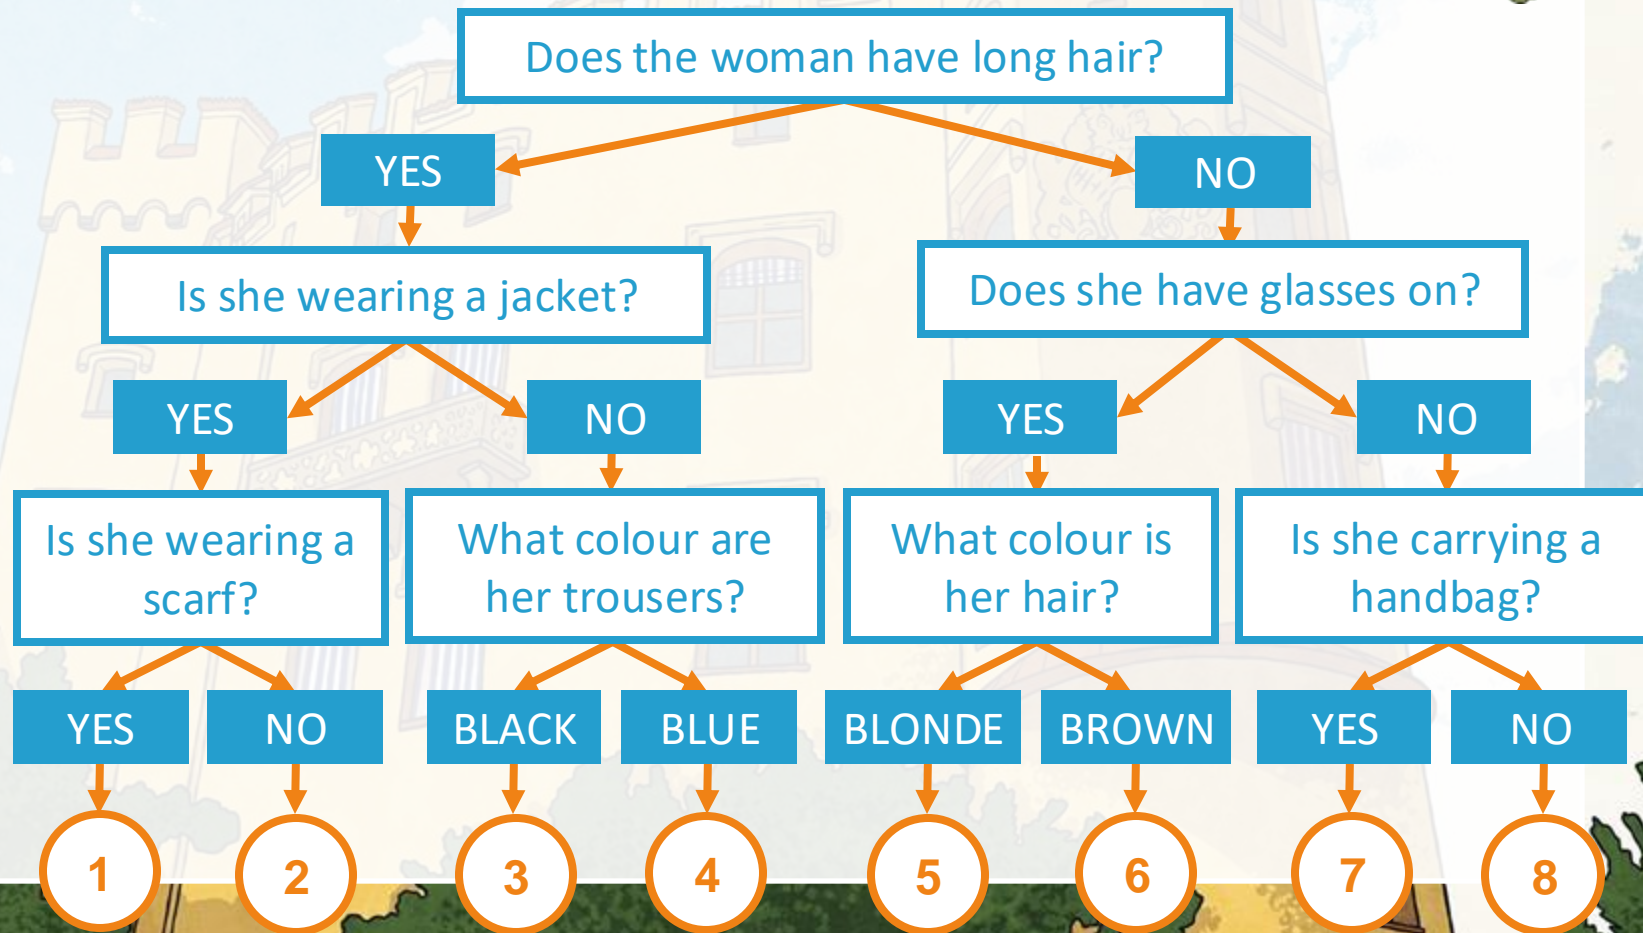 Does the woman have long hair?
YES
NO
Is she wearing a jacket?
Does she have glasses on?
YES
NO
YES
NO
Is she wearing a
scarf?
What colour are
her trousers?
What colour is
her hair?
Is she carrying a
handbag?
YES
NO
BLACK
BLUE
BLONDE
BROWN
YES
NO
1
2
3
4
5
6
7
8